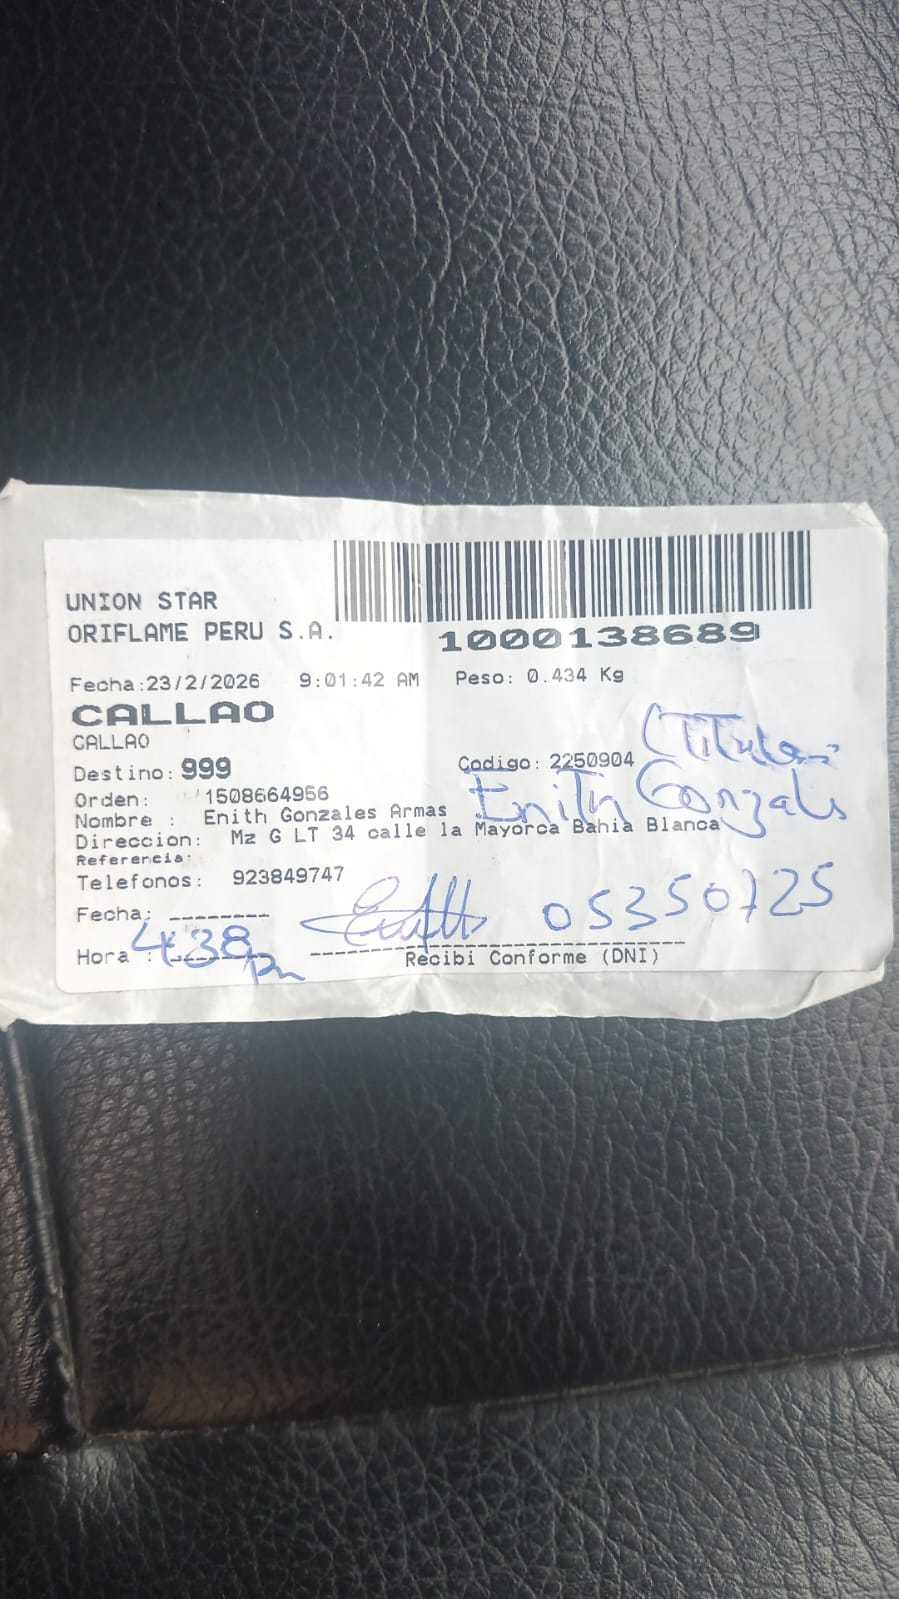 UNION STAR
ORIFLAME PERU S.A.
1000138689
Fecha:23/2/2026 9:01:42 AM Peso: 0.434 Kg
CALLAO
CALLAO
Destino: 999 Codigo: 2250904 (Titular
Orden: 1508664956
Nombre : Enith Gonzales Armas Enith Gonzales
Direccion: Mz G LT 34 calle la Mayorca Bahia Blanca
Referencia:
Telefonos: 923849747
Fecha: --------
05350725
Hora : 4:38 pm
Recibi Conforme (DNI)